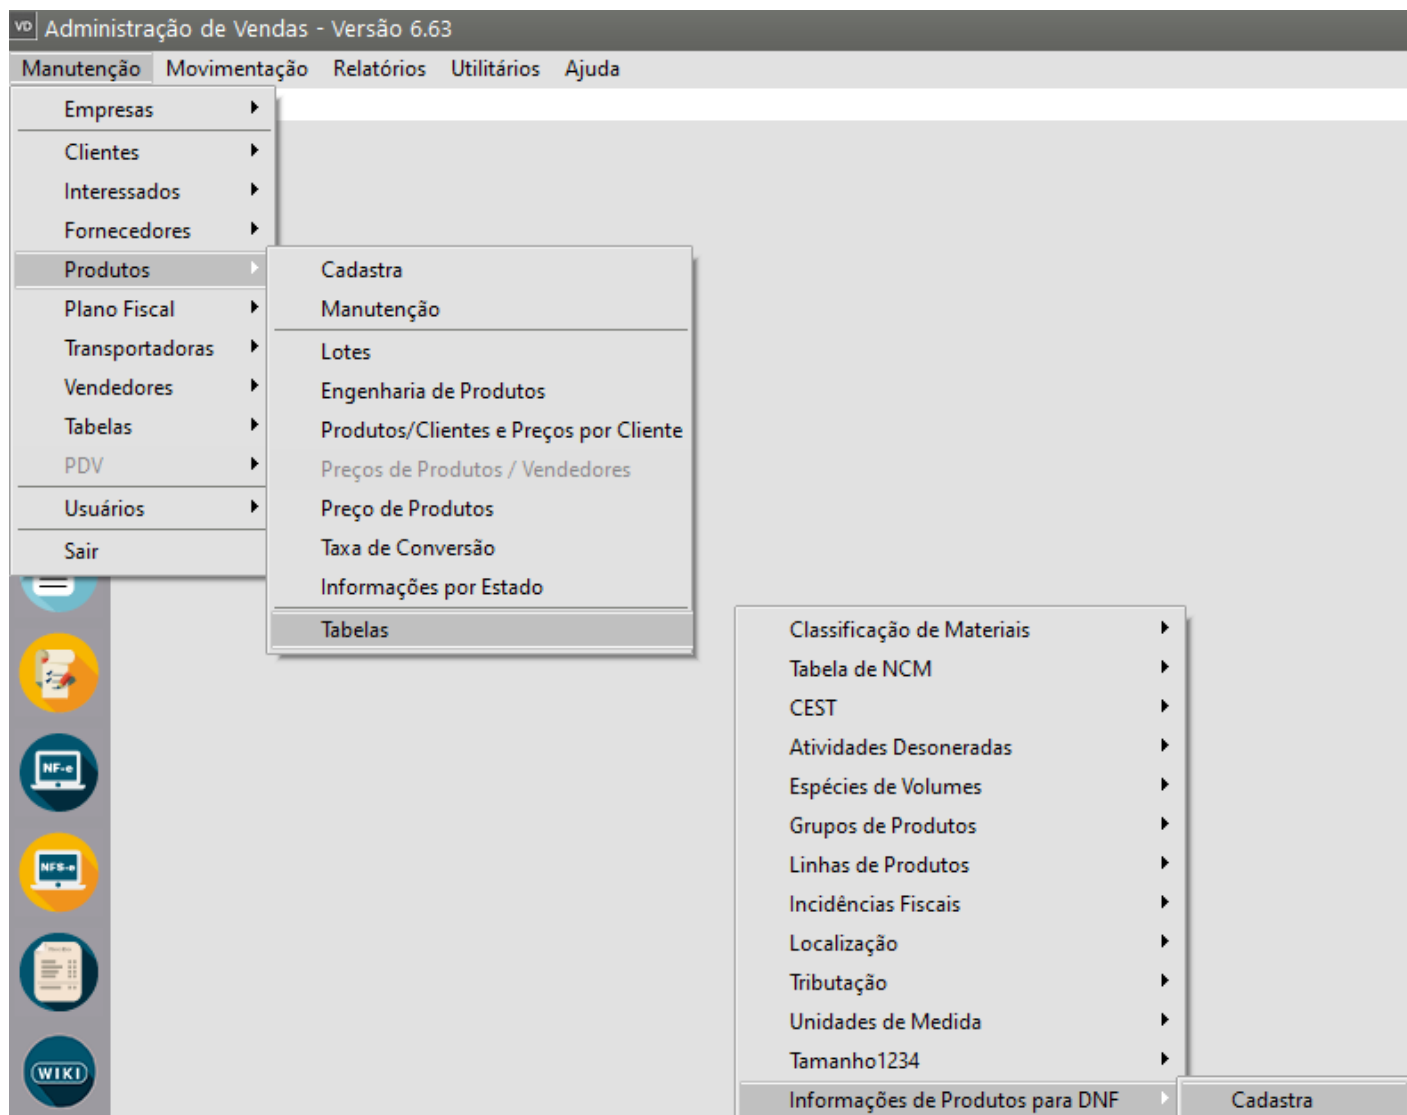 VD Administração de Vendas - Versão 6.63
Manutenção Movimentação Relatórios Utilitários Ajuda
Empresas
Clientes
Interessados
Fornecedores
Produtos
Plano Fiscal
Transportadoras
Vendedores
Tabelas
PDV
Usuários
Sair
Cadastra
Manutenção
Lotes
Engenharia de Produtos
Produtos/Clientes e Preços por Cliente
Preços de Produtos / Vendedores
Preço de Produtos
Taxa de Conversão
Informações por Estado
Tabelas
Classificação de Materiais
Tabela de NCM
CEST
Atividades Desoneradas
Espécies de Volumes
Grupos de Produtos
Linhas de Produtos
Incidências Fiscais
Localização
Tributação
Unidades de Medida
Tamanho1234
Informações de Produtos para DNF
Cadastra
NF-e
NFS-e
WIKI